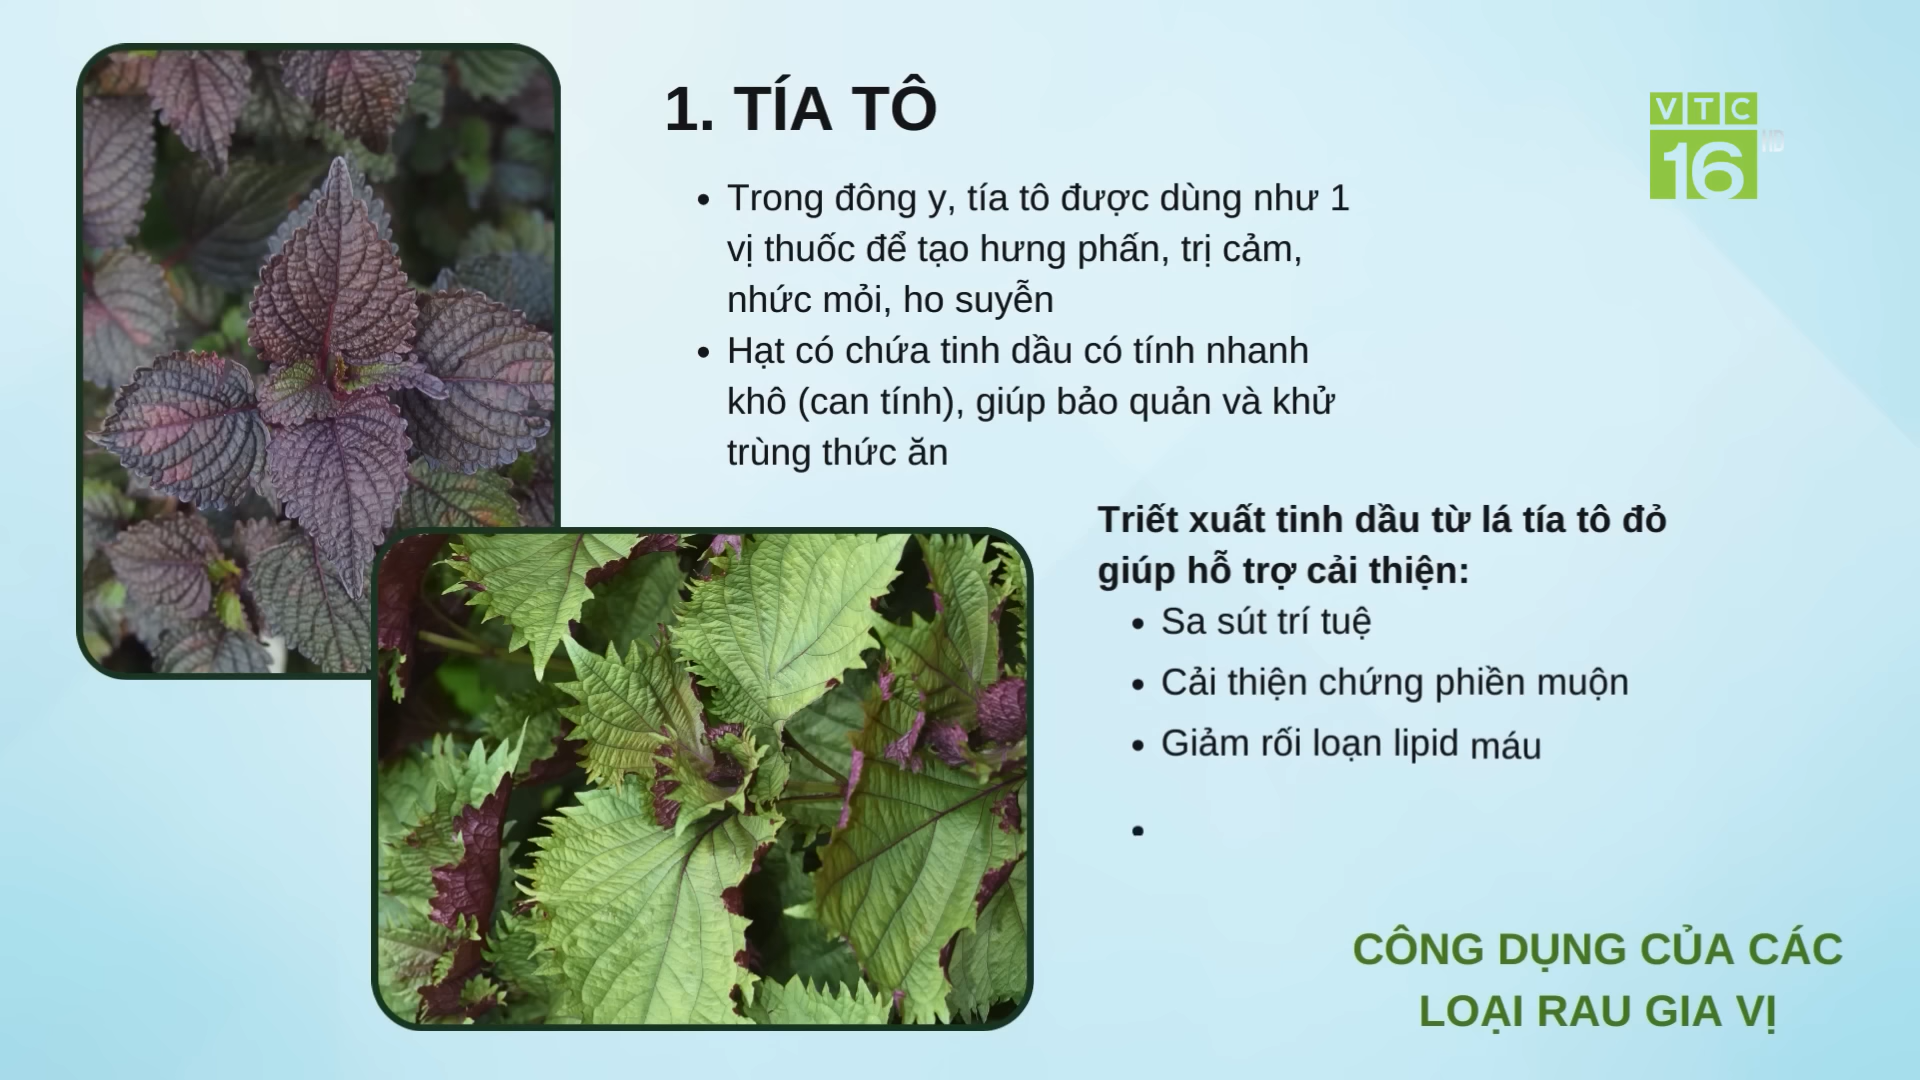 1. TÍA TÔ
VTC
16
HD
• Trong đông y, tía tô được dùng như 1
vị thuốc để tạo hưng phấn, trị cảm,
nhức mỏi, ho suyễn
• Hạt có chứa tinh dầu có tính nhanh
khô (can tính), giúp bảo quản và khử
trùng thức ăn
Triết xuất tinh dầu từ lá tía tô đỏ
giúp hỗ trợ cải thiện:
• Sa sút trí tuệ
• Cải thiện chứng phiền muộn
• Giảm rối loạn lipid máu
•
CÔNG DỤNG CỦA CÁC
LOẠI RAU GIA VỊ